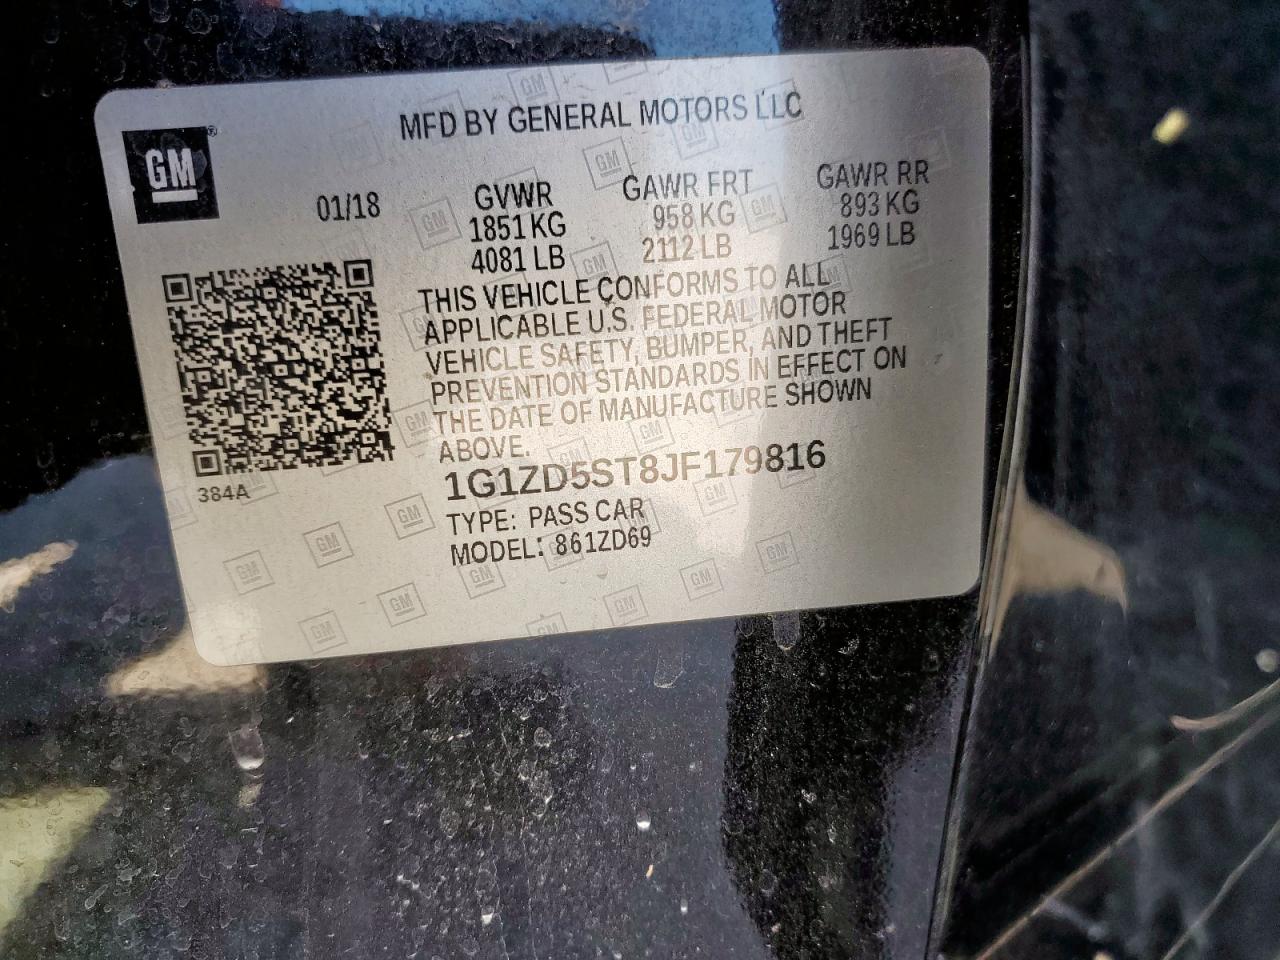 MFD BY GENERAL MOTORS LLC
GM
01/18 GVWR GAWR FRT GAWR RR
1851 KG 958 KG 893 KG
4081 LB 2112 LB 1969 LB
THIS VEHICLE CONFORMS TO ALL
APPLICABLE U.S. FEDERAL MOTOR
VEHICLE SAFETY, BUMPER, AND THEFT
PREVENTION STANDARDS IN EFFECT ON
THE DATE OF MANUFACTURE SHOWN
ABOVE.
384A
1G1ZD5ST8JF179816
TYPE: PASS CAR
MODEL: 861ZD69